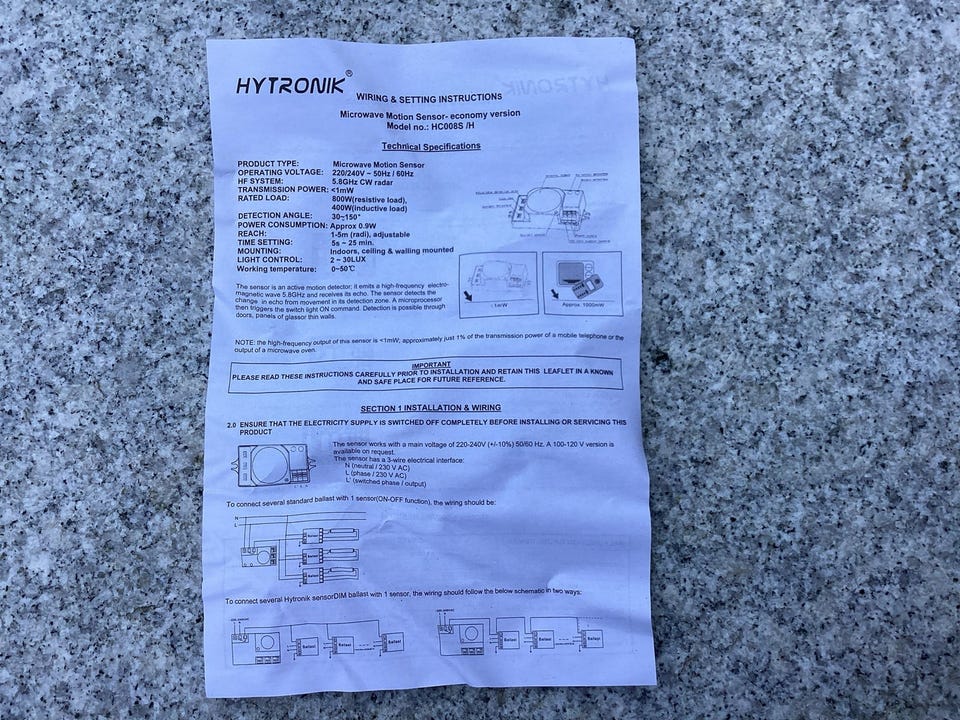 HYTRONIK®
WIRING & SETTING INSTRUCTIONS
Microwave Motion Sensor- economy version
Model no.: HC008S /H
Technical Specifications
PRODUCT TYPE: Microwave Motion Sensor
OPERATING VOLTAGE: 220/240V ~ 50Hz / 60Hz
HF SYSTEM: 5.8GHz CW radar
TRANSMISSION POWER: <1mW
RATED LOAD: 800W(resistive load),
400W(inductive load)
DETECTION ANGLE: 30~150°
POWER CONSUMPTION: Approx 0.9W
REACH: 1-5m (radi), adjustable
TIME SETTING: 5s ~ 25 min.
MOUNTING: Indoors, ceiling & walling mounted
LIGHT CONTROL: 2 ~ 30LUX
Working temperature: 0~50℃
The sensor is an active motion detector; it emits a high-frequency electro-
magnetic wave 5.8GHz and receives its echo. The sensor detects the
change in echo from movement in its detection zone. A microprocessor
then triggers the switch light ON command. Detection is possible through
doors, panels of glassor thin walls.
<1mW
Approx. 1000mW
NOTE: the high-frequency output of this sensor is <1mW, approximately just 1% of the transmission power of a mobile telephone or the
output of a microwave oven.
IMPORTANT
PLEASE READ THESE INSTRUCTIONS CAREFULLY PRIOR TO INSTALLATION AND RETAIN THIS LEAFLET IN A KNOWN
AND SAFE PLACE FOR FUTURE REFERENCE.
SECTION 1 INSTALLATION & WIRING
2.0 ENSURE THAT THE ELECTRICITY SUPPLY IS SWITCHED OFF COMPLETELY BEFORE INSTALLING OR SERVICING THIS
PRODUCT
The sensor works with a main voltage of 220-240V (+/-10%) 50/60 Hz. A 100-120 V version is
available on request.
The sensor has a 3-wire electrical interface:
N (neutral / 230 V AC)
L (phase / 230 V AC)
L' (switched phase / output)
To connect several standard ballast with 1 sensor(ON-OFF function), the wiring should be:
N
L
Ballast
Ballast
Ballast
To connect several Hytronik sensorDIM ballast with 1 sensor, the wiring should follow the below schematic in two ways:
Ballast
Ballast
Ballast
Ballast
Ballast
Ballast